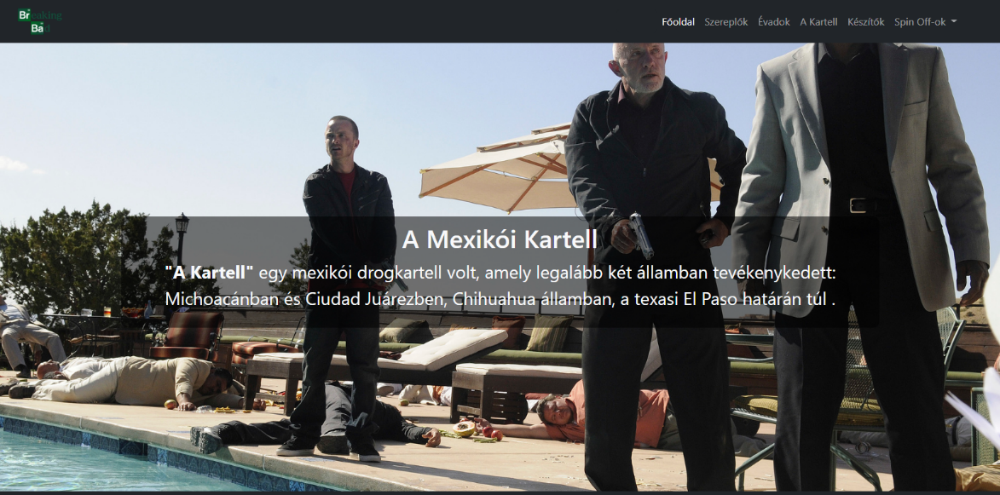 Breaking
Bad
Főoldal Szereplők Évadok A Kartell Készítők Spin Off-ok
A Mexikói Kartell
"A Kartell" egy mexikói drogkartell volt, amely legalább két államban tevékenykedett:
Michoacánban és Ciudad Juárezben, Chihuahua államban, a texasi El Paso határán túl .